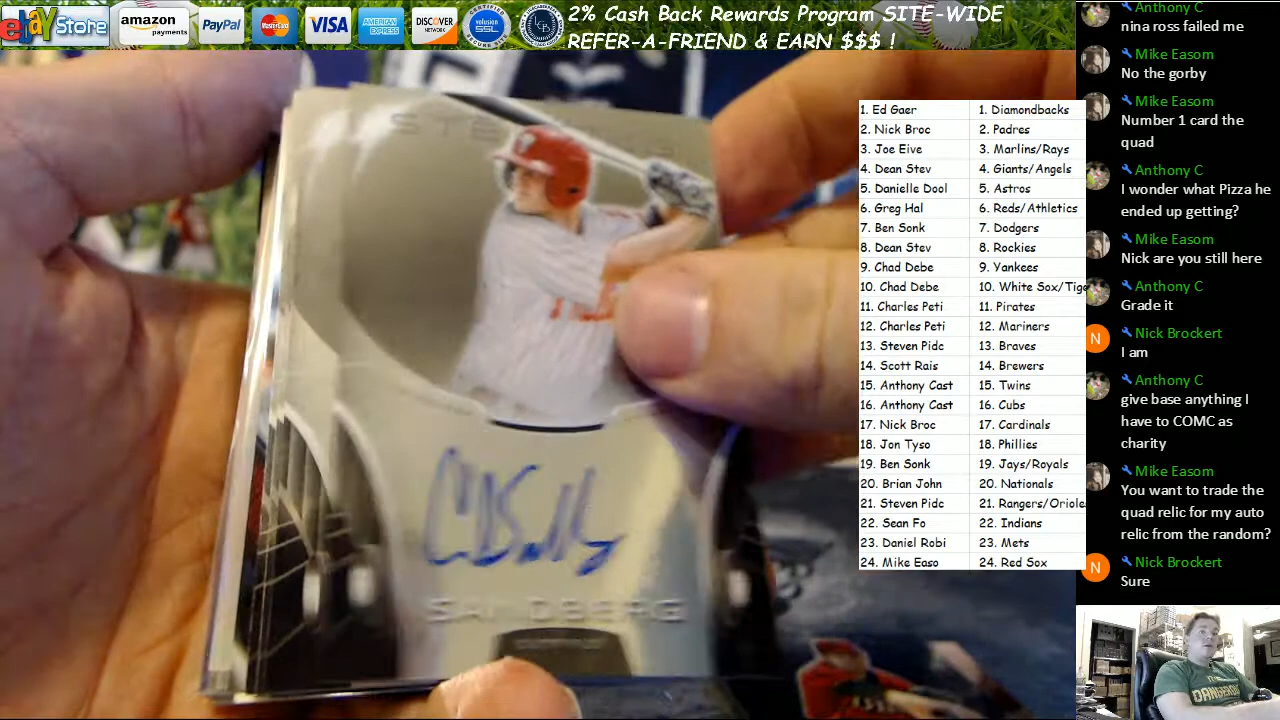 ebay Store
amazon
payments
PayPal
MasterCard
VISA
AMERICAN
EXPRESS
DISCOVER
NETWORK
volusion
SSL
2% Cash Back Rewards Program SITE-WIDE
REFER-A-FRIEND & EARN $$$ !
1. Ed Gaer 1. Diamondbacks
2. Nick Broc 2. Padres
3. Joe Eive 3. Marlins/Rays
4. Dean Stev 4. Giants/Angels
5. Danielle Dool 5. Astros
6. Greg Hal 6. Reds/Athletics
7. Ben Sonk 7. Dodgers
8. Dean Stev 8. Rockies
9. Chad Debe 9. Yankees
10. Chad Debe 10. White Sox/Tige
11. Charles Peti 11. Pirates
12. Charles Peti 12. Mariners
13. Steven Pidc 13. Braves
14. Scott Rais 14. Brewers
15. Anthony Cast 15. Twins
16. Anthony Cast 16. Cubs
17. Nick Broc 17. Cardinals
18. Jon Tyso 18. Phillies
19. Ben Sonk 19. Jays/Royals
20. Brian John 20. Nationals
21. Steven Pidc 21. Rangers/Oriole
22. Sean Fo 22. Indians
23. Daniel Robi 23. Mets
24. Mike Easo 24. Red Sox
Anthony C
nina ross failed me
Mike Easom
No the gorby
Mike Easom
Number 1 card the
quad
Anthony C
I wonder what Pizza he
ended up getting?
Mike Easom
Nick are you still here
Anthony C
Grade it
N Nick Brockert
I am
Anthony C
give base anything I
have to COMC as
charity
Mike Easom
You want to trade the
quad relic for my auto
relic from the random?
N Nick Brockert
Sure